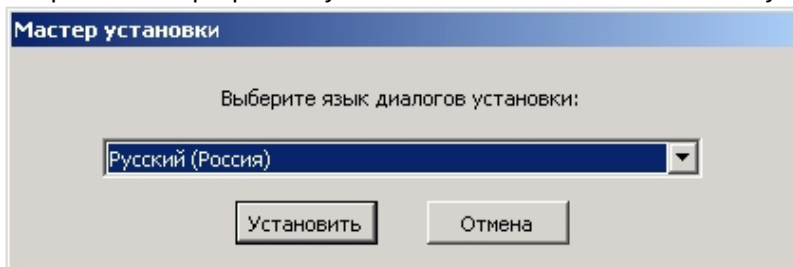 Мастер установки
Выберите язык диалогов установки:
Русский (Россия)
Установить
Отмена